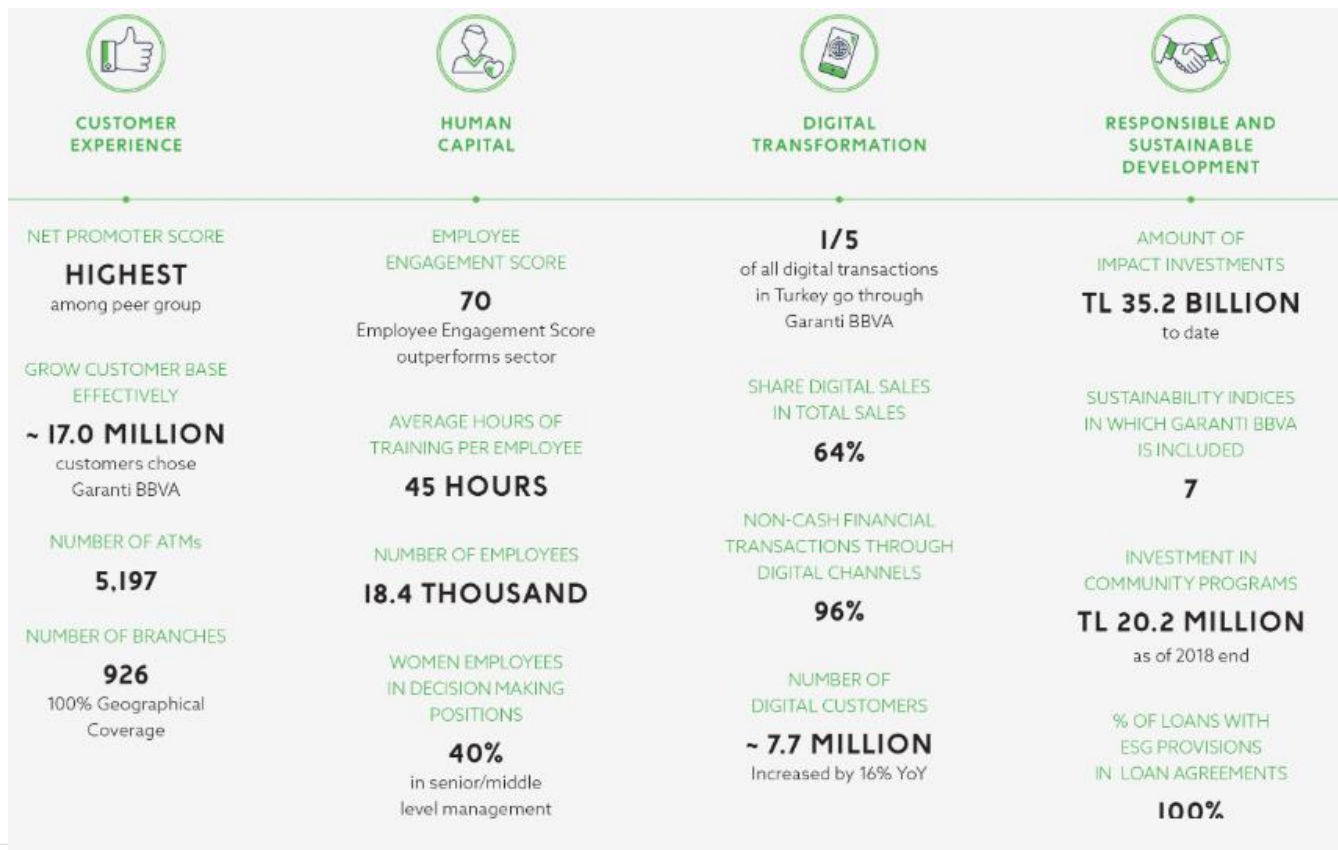 CUSTOMER
EXPERIENCE
NET PROMOTER SCORE
HIGHEST
among peer group
GROW CUSTOMER BASE
EFFECTIVELY
~ 17.0 MILLION
customers chose
Garanti BBVA
NUMBER OF ATMs
5,197
NUMBER OF BRANCHES
926
100% Geographical
Coverage
HUMAN
CAPITAL
EMPLOYEE
ENGAGEMENT SCORE
70
Employee Engagement Score
outperforms sector
AVERAGE HOURS OF
TRAINING PER EMPLOYEE
45 HOURS
NUMBER OF EMPLOYEES
18.4 THOUSAND
WOMEN EMPLOYEES
IN DECISION MAKING
POSITIONS
40%
in senior/middle
level management
DIGITAL
TRANSFORMATION
1/5
of all digital transactions
in Turkey go through
Garanti BBVA
SHARE DIGITAL SALES
IN TOTAL SALES
64%
NON-CASH FINANCIAL
TRANSACTIONS THROUGH
DIGITAL CHANNELS
96%
NUMBER OF
DIGITAL CUSTOMERS
~ 7.7 MILLION
Increased by 16% YoY
RESPONSIBLE AND
SUSTAINABLE
DEVELOPMENT
AMOUNT OF
IMPACT INVESTMENTS
TL 35.2 BILLION
to date
SUSTAINABILITY INDICES
IN WHICH GARANTI BBVA
IS INCLUDED
7
INVESTMENT IN
COMMUNITY PROGRAMS
TL 20.2 MILLION
as of 2018 end
% OF LOANS WITH
ESG PROVISIONS
IN LOAN AGREEMENTS
100%